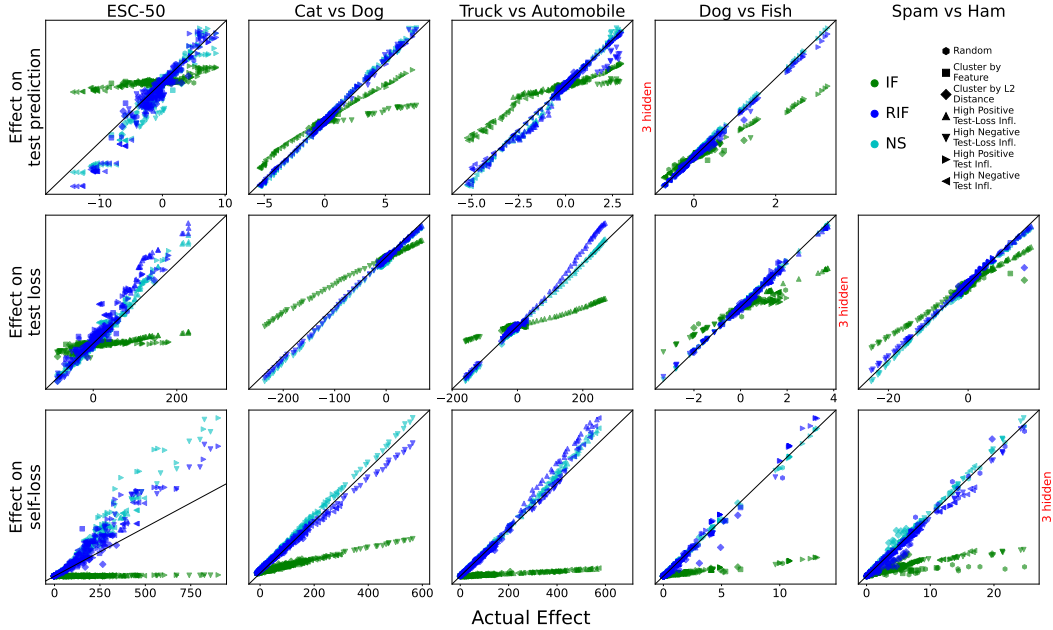 ESC-50
Cat vs Dog
Truck vs Automobile
Dog vs Fish
Spam vs Ham
Effect on
test prediction
−10 0 10
−5 0 5
−5.0 −2.5 0.0 2.5
3 hidden
0 2
IF
RIF
NS
Random
Cluster by
Feature
Cluster by L2
Distance
High Positive
Test-Loss Infl.
High Negative
Test-Loss Infl.
High Positive
Test Infl.
High Negative
Test Infl.
Effect on
test loss
0 200
−200 −100 0
−200 0 200
−2 0 2 4
3 hidden
−20 0
Effect on
self-loss
0 250 500 750
0 200 400 600
0 200 400 600 800
0 5 10
0 10 20
3 hidden
Actual Effect